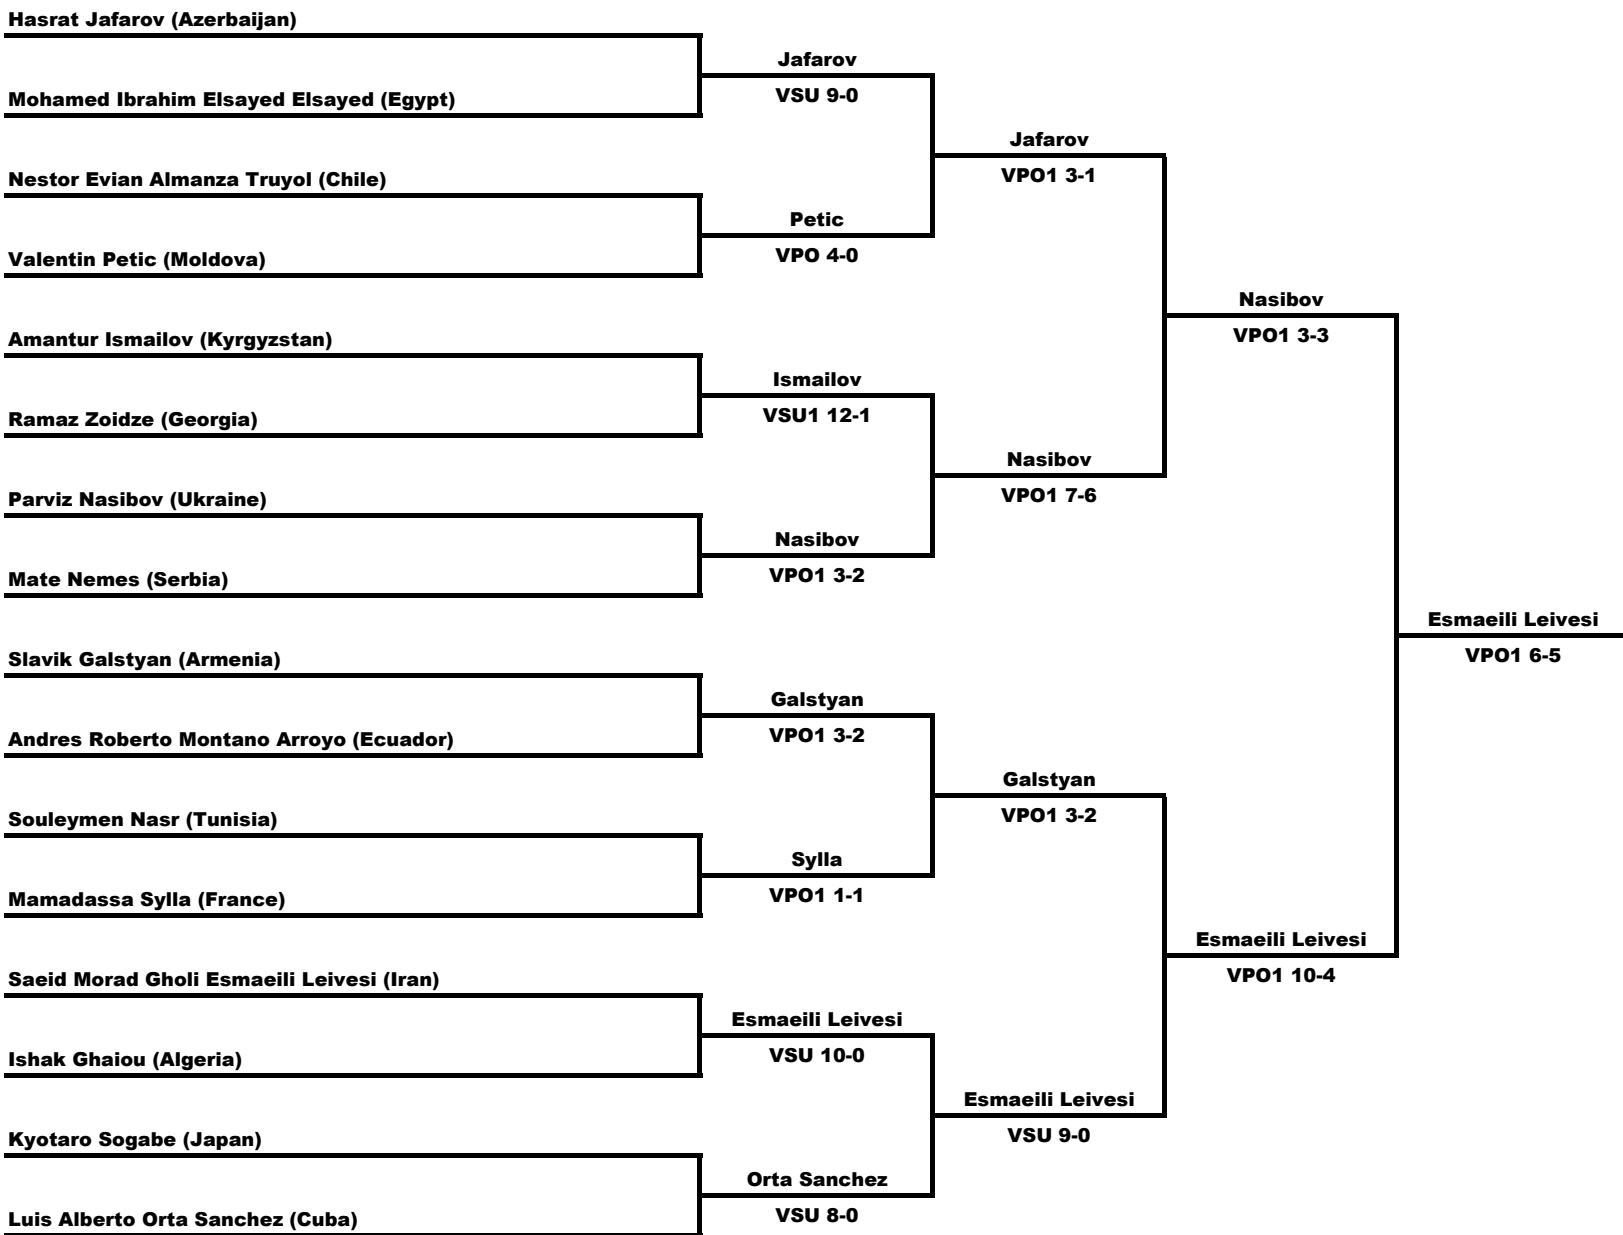 Hasrat Jafarov (Azerbaijan)
Jafarov
VSU 9-0
Mohamed Ibrahim Elsayed Elsayed (Egypt)
Jafarov
VPO1 3-1
Nestor Evian Almanza Truyol (Chile)
Petic
VPO 4-0
Valentin Petic (Moldova)
Nasibov
VPO1 3-3
Amantur Ismailov (Kyrgyzstan)
Ismailov
VSU1 12-1
Ramaz Zoidze (Georgia)
Nasibov
VPO1 7-6
Parviz Nasibov (Ukraine)
Nasibov
VPO1 3-2
Mate Nemes (Serbia)
Esmaeili Leivesi
VPO1 6-5
Slavik Galstyan (Armenia)
Galstyan
VPO1 3-2
Andres Roberto Montano Arroyo (Ecuador)
Galstyan
VPO1 3-2
Souleymen Nasr (Tunisia)
Sylla
VPO1 1-1
Mamadassa Sylla (France)
Esmaeili Leivesi
VPO1 10-4
Saeid Morad Gholi Esmaeili Leivesi (Iran)
Esmaeili Leivesi
VSU 10-0
Ishak Ghaiou (Algeria)
Esmaeili Leivesi
VSU 9-0
Kyotaro Sogabe (Japan)
Orta Sanchez
VSU 8-0
Luis Alberto Orta Sanchez (Cuba)